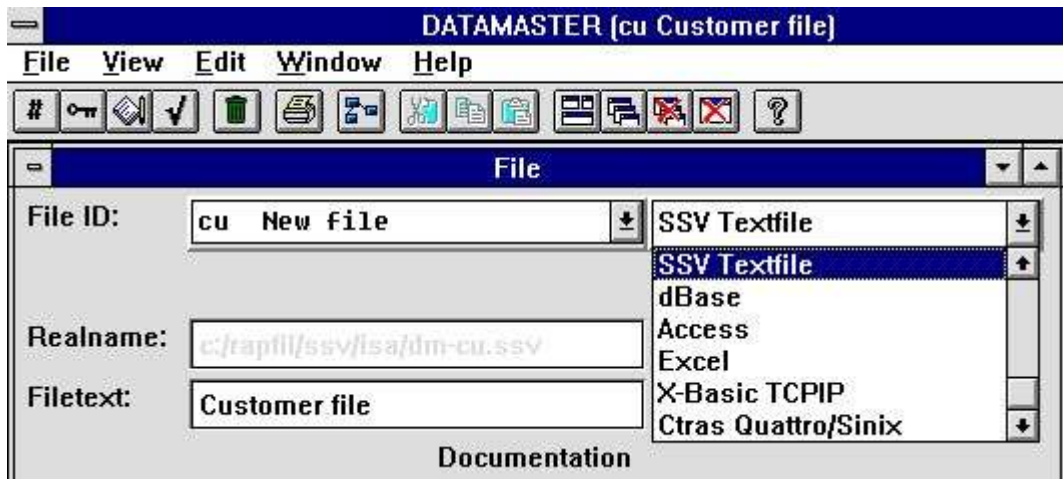 DATAMASTER (cu Customer file)
File View Edit Window Help
# ?
File
File ID: cu New file SSV Textfile
SSV Textfile
dBase
Access
Realname: c:/rapfil/ssv/isa/dm-cu.ssv
Excel
X-Basic TCPIP
Filetext: Customer file
Ctras Quattro/Sinix
Documentation